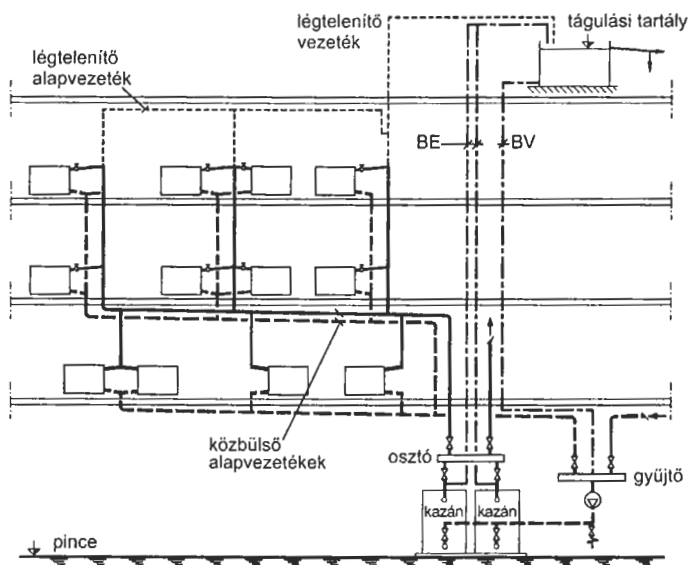 légtelenítő
vezeték
tágulási tartály
légtelenítő
alapvezeték
BE
BV
közbülső
alapvezetékek
osztó
gyűjtő
kazán
kazán
pince